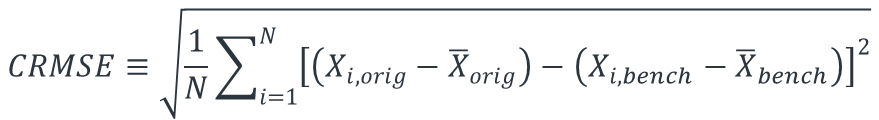 CRMSE ≡ √(1/N ∑_{i=1}^{N} [(X_{i,orig} − X̅_{orig}) − (X_{i,bench} − X̅_{bench})]²)